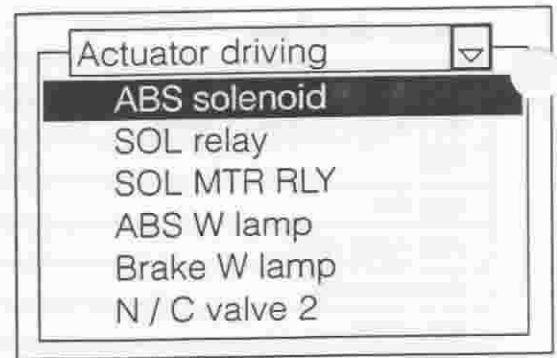 Actuator driving
ABS solenoid
SOL relay
SOL MTR RLY
ABS W lamp
Brake W lamp
N / C valve 2